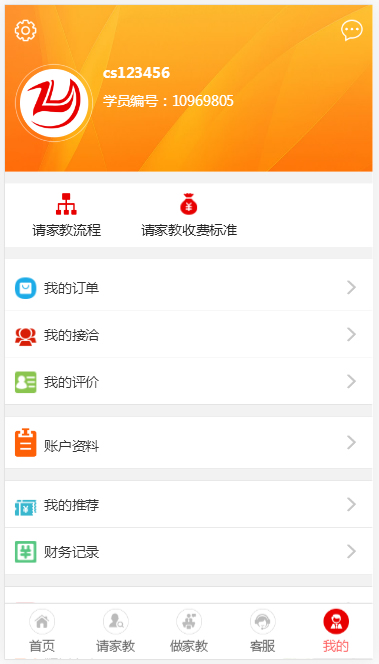 cs123456
学员编号：10969805
请家教流程
请家教收费标准
我的订单
我的接洽
我的评价
账户资料
我的推荐
财务记录
首页
请家教
做家教
客服
我的